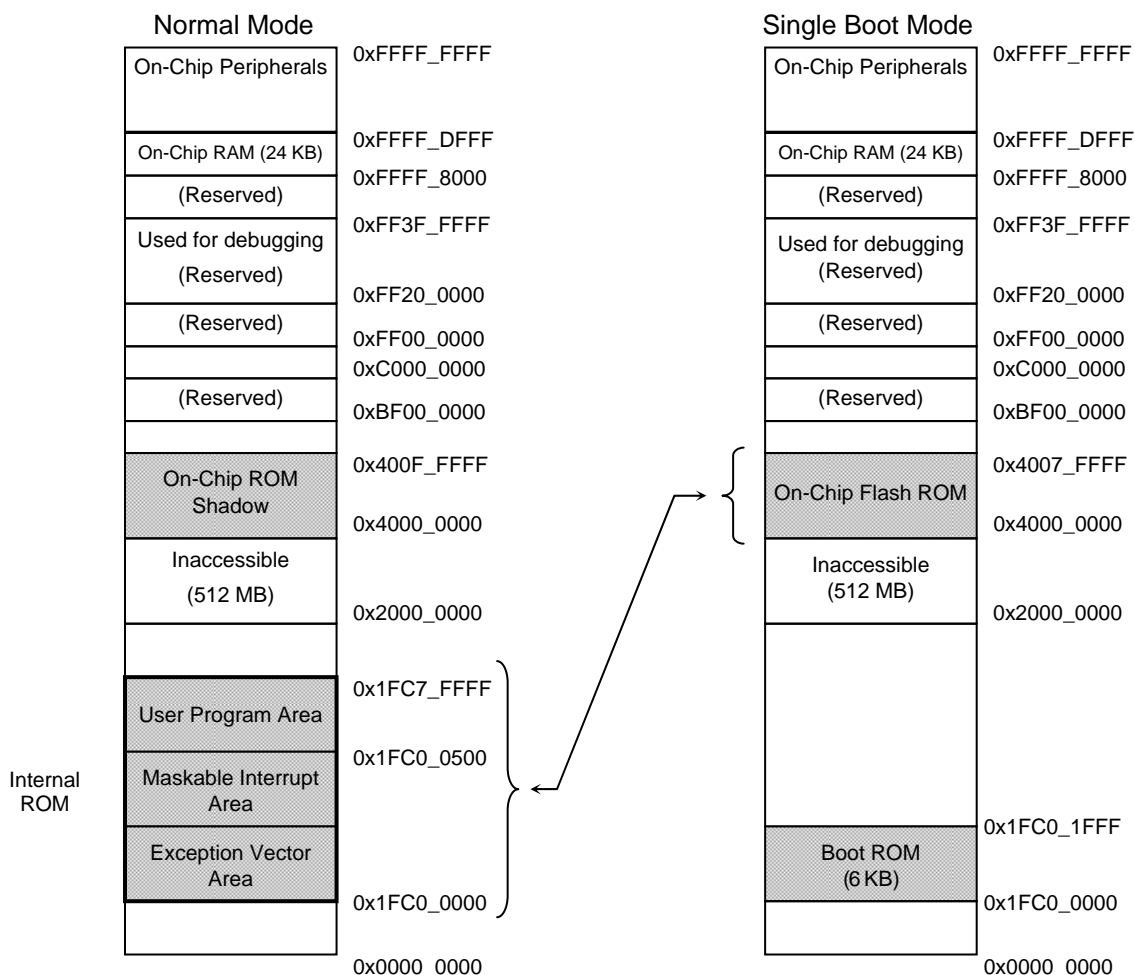 Normal Mode
On-Chip Peripherals
0xFFFF_FFFF
0xFFFF_DFFF
On-Chip RAM (24 KB)
0xFFFF_8000
(Reserved)
0xFF3F_FFFF
Used for debugging
(Reserved)
0xFF20_0000
(Reserved)
0xFF00_0000
0xC000_0000
(Reserved)
0xBF00_0000
0x400F_FFFF
On-Chip ROM
Shadow
0x4000_0000
Inaccessible
(512 MB)
0x2000_0000
0x1FC7_FFFF
User Program Area
0x1FC0_0500
Internal
ROM
Maskable Interrupt
Area
Exception Vector
Area
0x1FC0_0000
0x0000_0000
Single Boot Mode
On-Chip Peripherals
0xFFFF_FFFF
0xFFFF_DFFF
On-Chip RAM (24 KB)
0xFFFF_8000
(Reserved)
0xFF3F_FFFF
Used for debugging
(Reserved)
0xFF20_0000
(Reserved)
0xFF00_0000
0xC000_0000
(Reserved)
0xBF00_0000
0x4007_FFFF
On-Chip Flash ROM
0x4000_0000
Inaccessible
(512 MB)
0x2000_0000
0x1FC0_1FFF
Boot ROM
(6 KB)
0x1FC0_0000
0x0000_0000